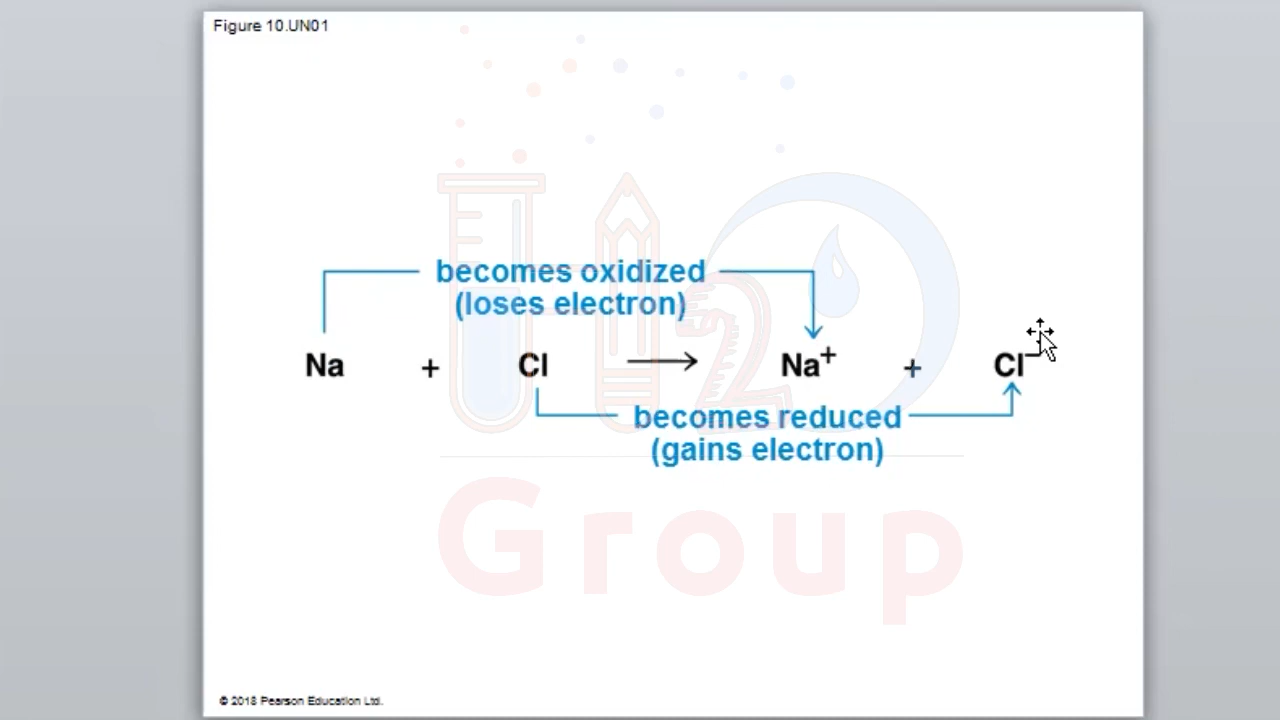 Figure 10.UN01
becomes oxidized
(loses electron)
Na + Cl → Na⁺ + Cl⁻
becomes reduced
(gains electron)
H2O
Group
© 2018 Pearson Education Ltd.